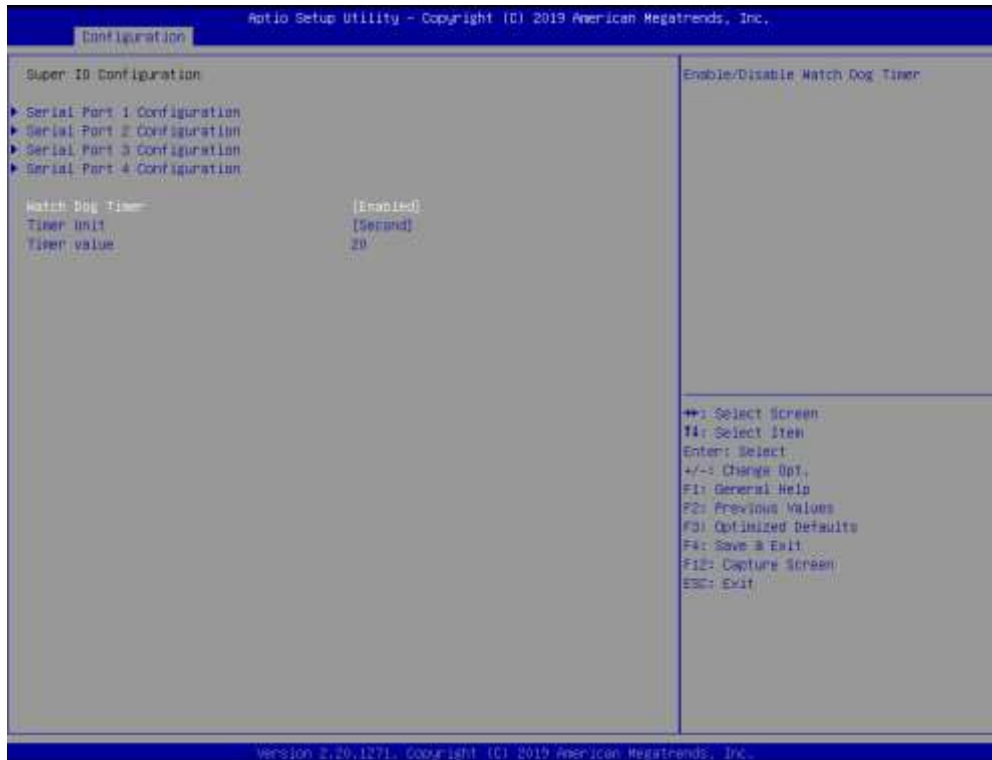 Aptio Setup Utility - Copyright (C) 2019 American Megatrends, Inc.
Configuration
Super IO Configuration
Serial Port 1 Configuration
Serial Port 2 Configuration
Serial Port 3 Configuration
Serial Port 4 Configuration
Watch Dog Timer [Enabled]
Timer Unit [Second]
Timer value 20
Enable/Disable Watch Dog Timer
→←: Select Screen
↑↓: Select Item
Enter: Select
+/-: Change Opt.
F1: General Help
F2: Previous Values
F3: Optimized Defaults
F4: Save & Exit
F12: Capture Screen
ESC: Exit
Version 2.20.1271. Copyright (C) 2019 American Megatrends, Inc.